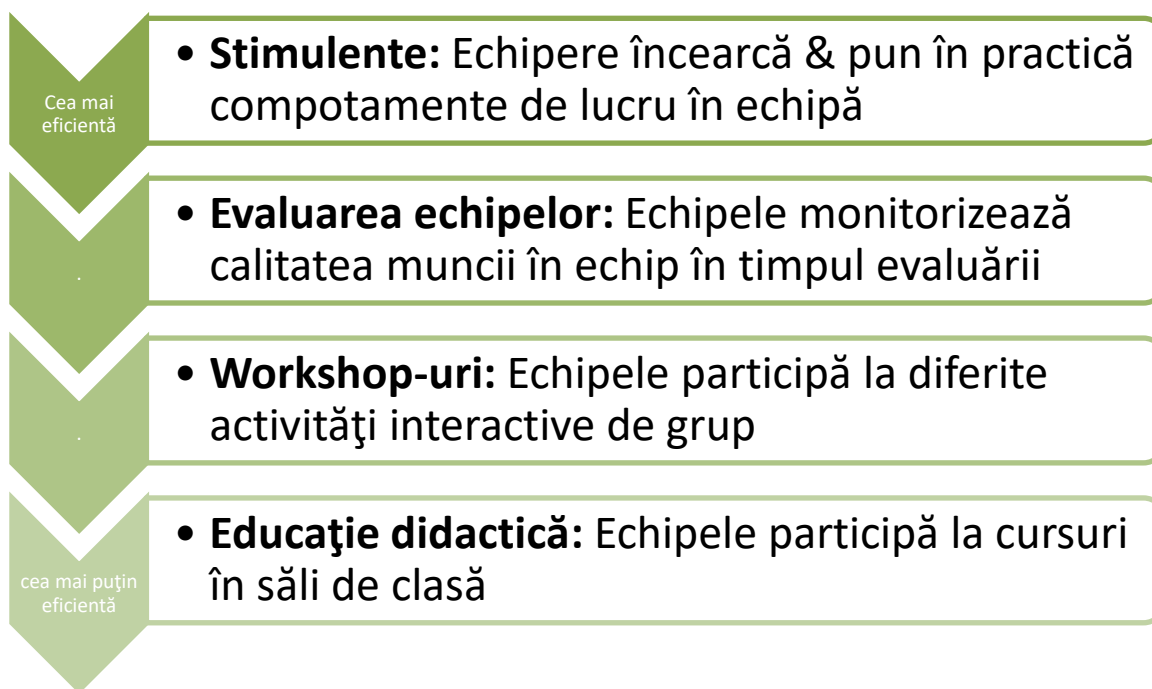 Cea mai
eficientă
• Stimulente: Echipere încearcă & pun în practică
compotamente de lucru în echipă
.
• Evaluarea echipelor: Echipele monitorizează
calitatea muncii în echip în timpul evaluării
.
• Workshop-uri: Echipele participă la diferite
activităţi interactive de grup
cea mai puţin
eficientă
• Educaţie didactică: Echipele participă la cursuri
în săli de clasă